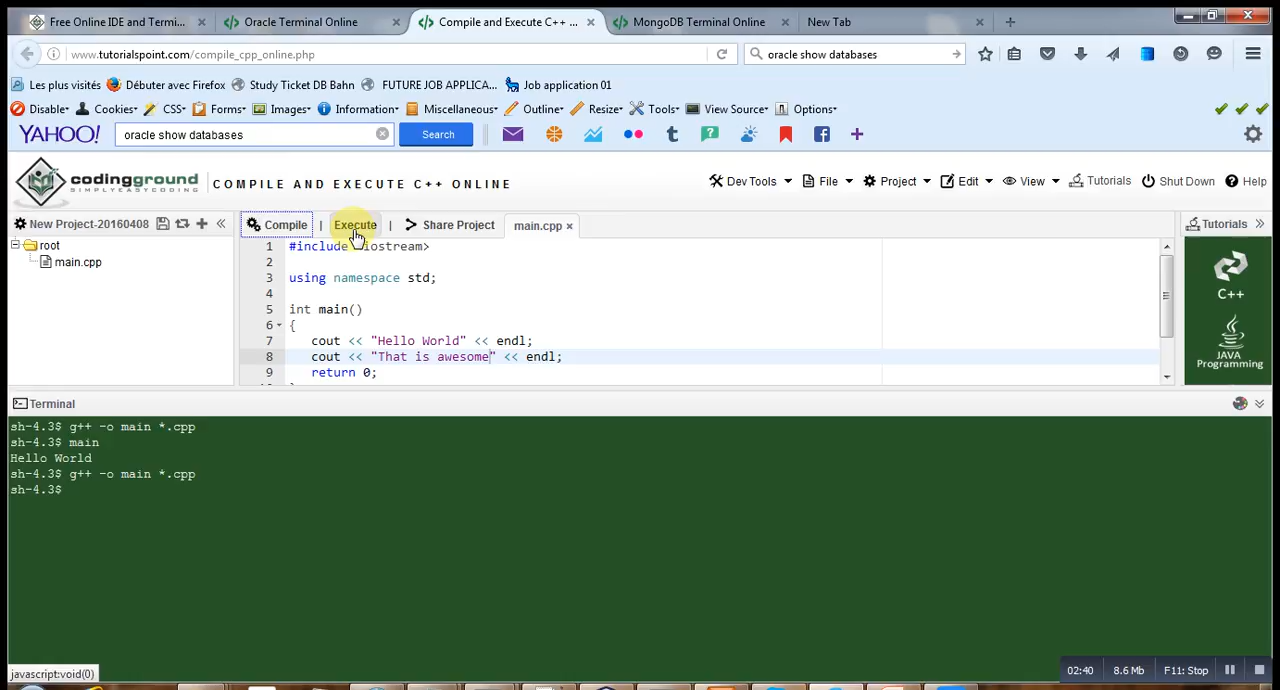 Free Online IDE and Termi...
Oracle Terminal Online
Compile and Execute C++ ...
MongoDB Terminal Online
New Tab
www.tutorialspoint.com/compile_cpp_online.php
oracle show databases
Les plus visités
Débuter avec Firefox
Study Ticket DB Bahn
FUTURE JOB APPLICA...
Job application 01
Disable
Cookies
CSS
Forms
Images
Information
Miscellaneous
Outline
Resize
Tools
View Source
Options
YAHOO!
oracle show databases
Search
codingground
SIMPLYEASYCODING
COMPILE AND EXECUTE C++ ONLINE
Dev Tools
File
Project
Edit
View
Tutorials
Shut Down
Help
New Project-20160408
Compile | Execute | Share Project
main.cpp ×
Tutorials
root
main.cpp
1 #include iostream>
2
3 using namespace std;
4
5 int main()
6 {
7 cout << "Hello World" << endl;
8 cout << "That is awesome" << endl;
9 return 0;
C++
JAVA
Programming
Terminal
sh-4.3$ g++ -o main *.cpp
sh-4.3$ main
Hello World
sh-4.3$ g++ -o main *.cpp
sh-4.3$
javascript:void(0)
02:40
8.6 Mb
F11: Stop